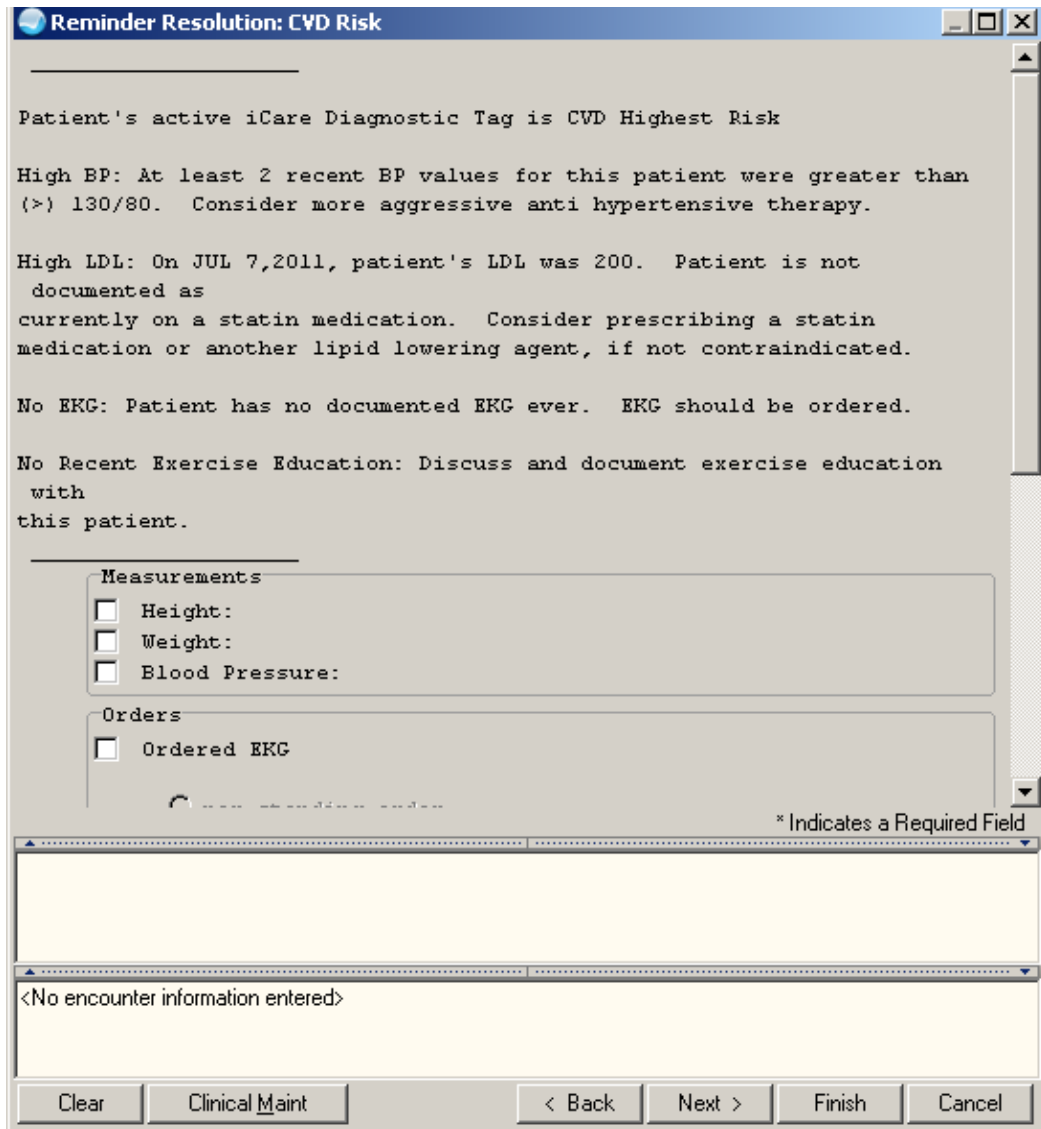 Reminder Resolution: CVD Risk
Patient's active iCare Diagnostic Tag is CVD Highest Risk
High BP: At least 2 recent BP values for this patient were greater than
(>) 130/80.  Consider more aggressive anti hypertensive therapy.
High LDL: On JUL 7,2011, patient's LDL was 200.  Patient is not
documented as
currently on a statin medication.  Consider prescribing a statin
medication or another lipid lowering agent, if not contraindicated.
No EKG: Patient has no documented EKG ever.  EKG should be ordered.
No Recent Exercise Education: Discuss and document exercise education
with
this patient.
Measurements
Height:
Weight:
Blood Pressure:
Orders
Ordered EKG
* Indicates a Required Field
<No encounter information entered>
Clear Clinical Maint < Back Next > Finish Cancel